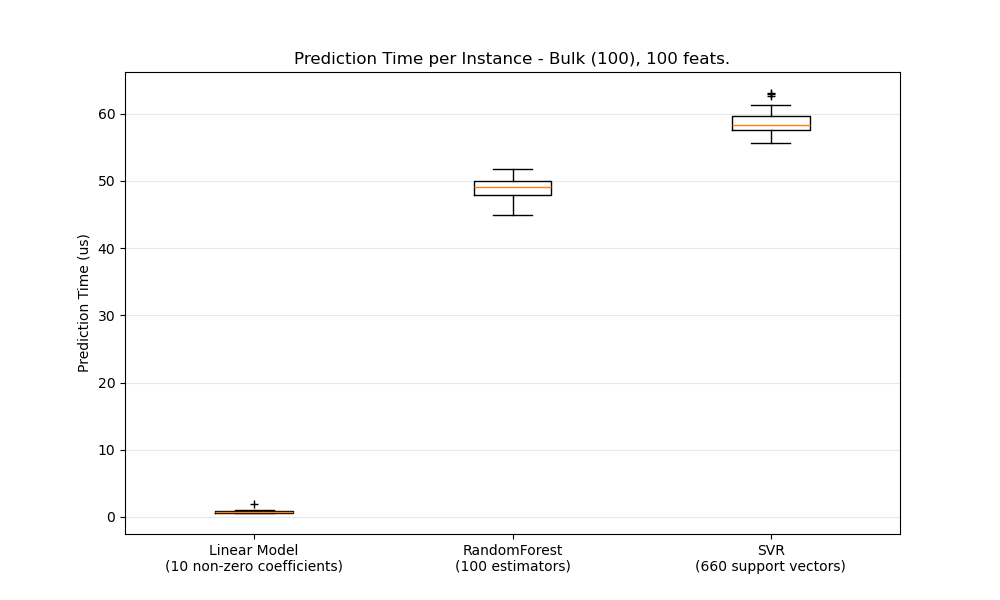 Prediction Time per Instance - Bulk (100), 100 feats.
Prediction Time (us)
60
50
40
30
20
10
0
Linear Model
(10 non-zero coefficients)
RandomForest
(100 estimators)
SVR
(660 support vectors)